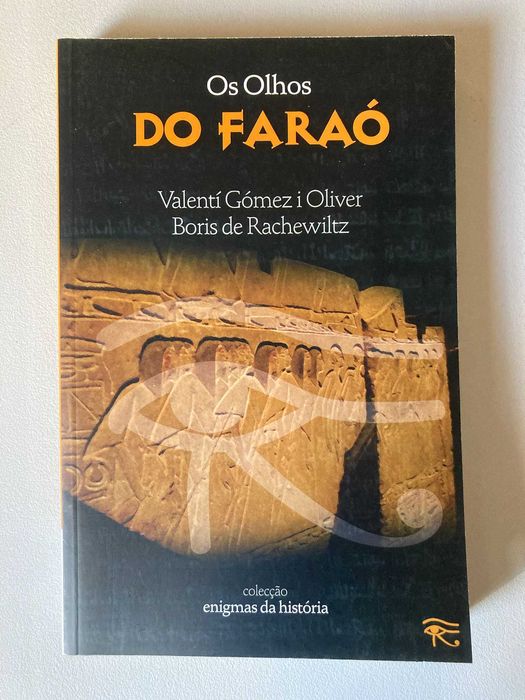 Os Olhos
DO FARAÓ
Valentí Gómez i Oliver
Boris de Rachewiltz
colecção
enigmas da história